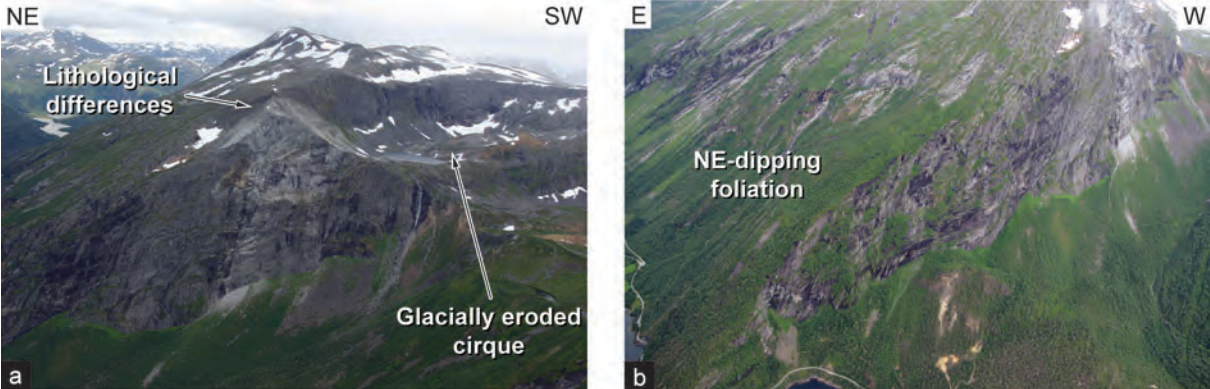 NE
SW
Lithological
differences
Glacially eroded
cirque
a
E
W
NE-dipping
foliation
b